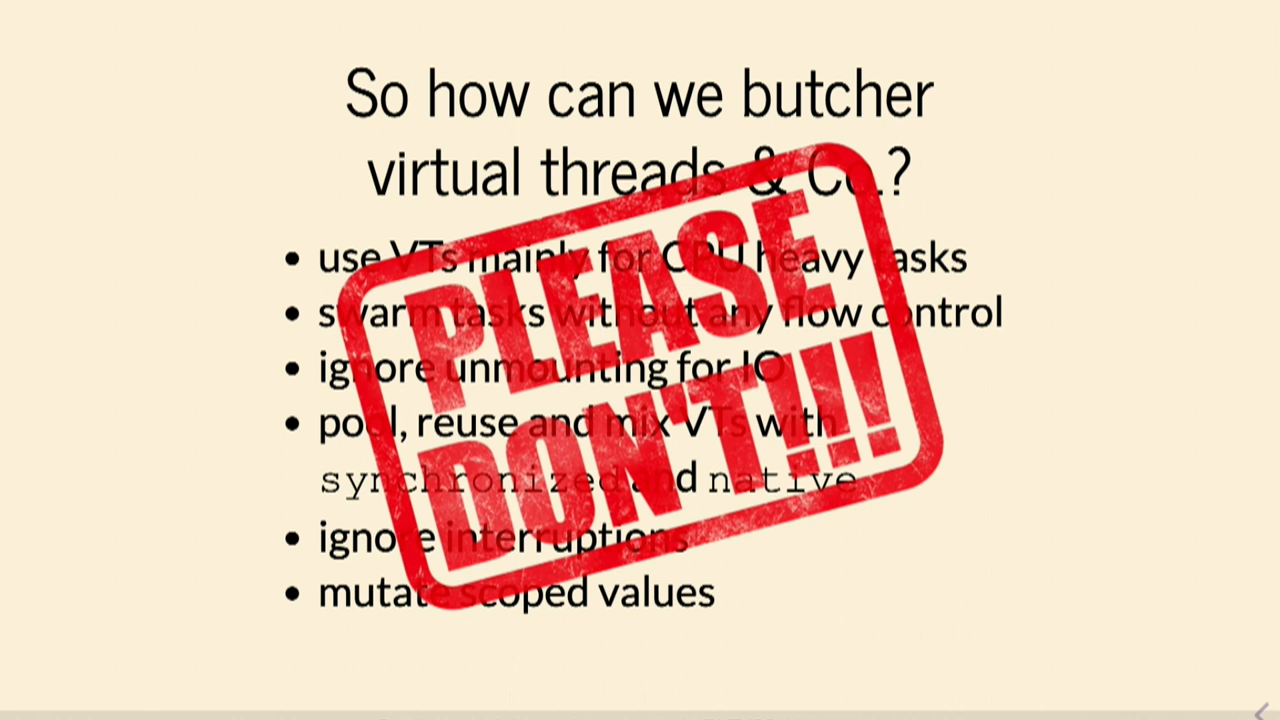 So how can we butcher
virtual threads & Co.?
• use VTs mainly for CPU heavy tasks
• swarm tasks without any flow control
• ignore unmounting for IO
• pool, reuse and mix VTs with
synchronized and native
• ignore interruptions
• mutate scoped values
PLEASE
DON'T!!!